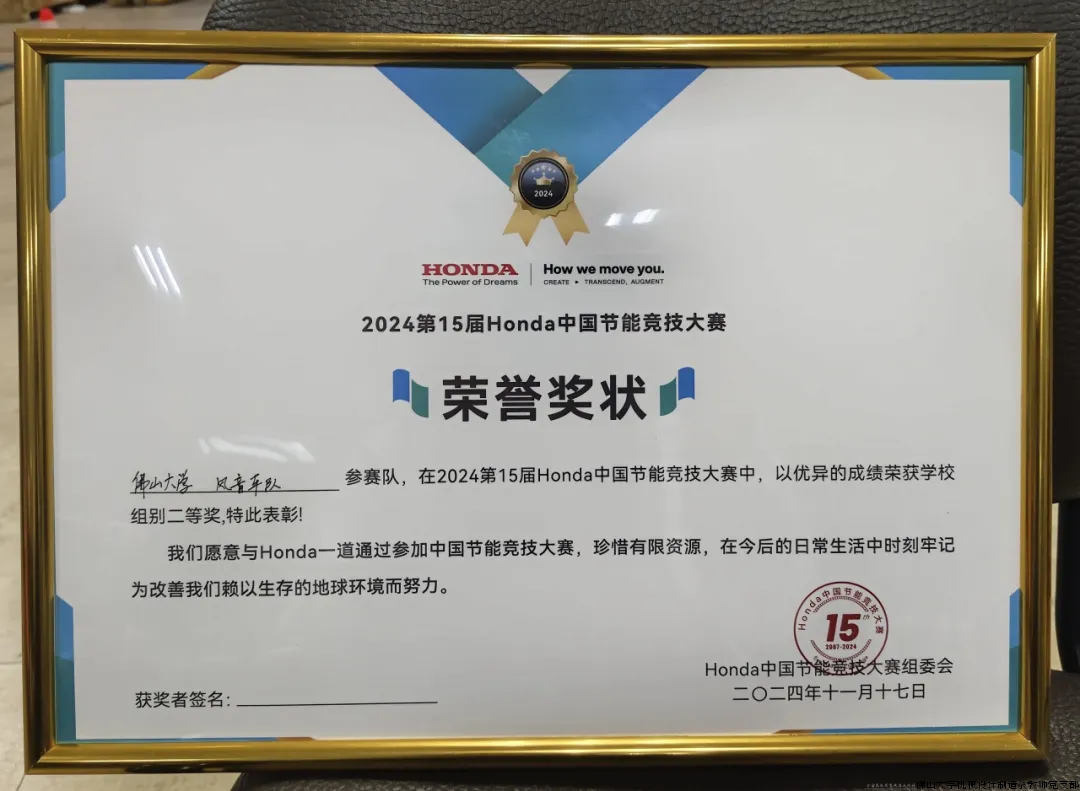 2024
HONDA
The Power of Dreams
How we move you.
CREATE ▸ TRANSCEND, AUGMENT
2024第15届Honda中国节能竞技大赛
荣誉奖状
佛山大学 风音车队 参赛队，在2024第15届Honda中国节能竞技大赛中，以优异的成绩荣获学校
组别二等奖,特此表彰!
我们愿意与Honda一道通过参加中国节能竞技大赛，珍惜有限资源，在今后的日常生活中时刻牢记
为改善我们赖以生存的地球环境而努力。
Honda中国节能竞技大赛
15
2007-2024
Honda中国节能竞技大赛组委会
二〇二四年十一月十七日
获奖者签名：